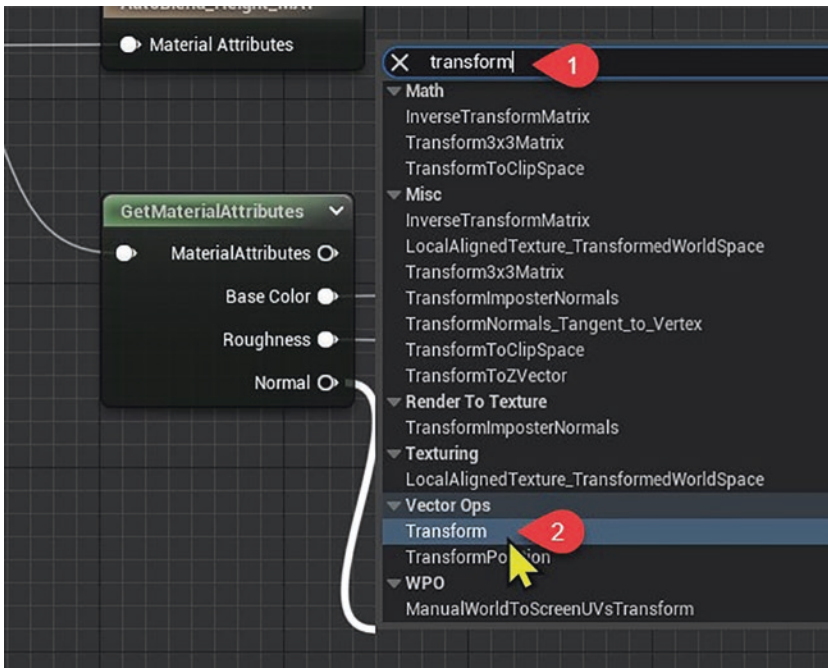 Material Attributes
GetMaterialAttributes
MaterialAttributes
Base Color
Roughness
Normal
transform
1
Math
InverseTransformMatrix
Transform3x3Matrix
TransformToClipSpace
Misc
InverseTransformMatrix
LocalAlignedTexture_TransformedWorldSpace
Transform3x3Matrix
TransformImposterNormals
TransformNormals_Tangent_to_Vertex
TransformToClipSpace
TransformToZVector
Render To Texture
TransformImposterNormals
Texturing
LocalAlignedTexture_TransformedWorldSpace
Vector Ops
Transform
2
WPO
ManualWorldToScreenUVsTransform